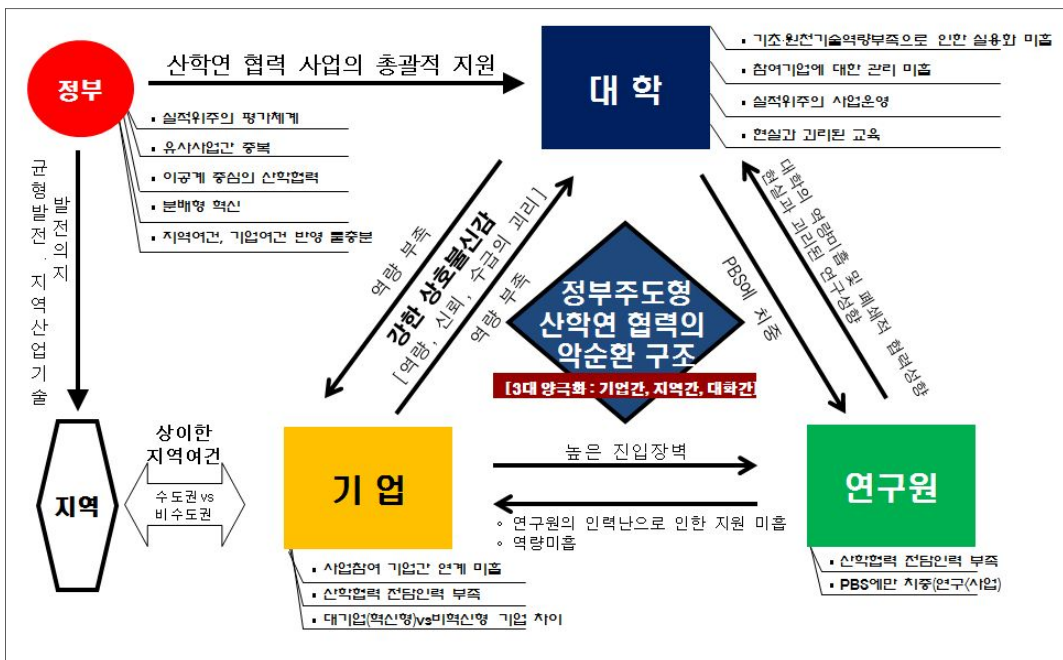 정부
산학연 협력 사업의 총괄적 지원
대 학
▪ 기초·원천기술역량부족으로 인한 실용화 미흡
▪ 참여기업에 대한 관리 미흡
▪ 실적위주의 사업운영
▪ 현실과 괴리된 교육
▪ 실적위주의 평가체계
▪ 유사사업간 중복
▪ 이공계 중심의 산학협력
▪ 분배형 혁신
▪ 지역여건, 기업여건 반영 불충분
균형발전·지역산업기술
발전의지
역량 부족
강한 상호불신감
[역량, 신뢰, 수급의 괴리]
역량 부족
정부주도형
산학연 협력의
악순환 구조
[3대 양극화 : 기업간, 지역간, 대학간]
PBS에 치중
대학의 역량미흡 및 폐쇄적 협력성향
현실과 괴리된 연구성향
지역
상이한
지역여건
수도권 vs
비수도권
기 업
높은 진입장벽
◦ 연구원의 인력난으로 인한 지원 미흡
◦ 역량미흡
연구원
▪ 사업참여 기업간 연계 미흡
▪ 산학협력 전담인력 부족
▪ 대기업(혁신형)vs비혁신형 기업 차이
▪ 산학협력 전담인력 부족
▪ PBS에만 치중(연구<사업)